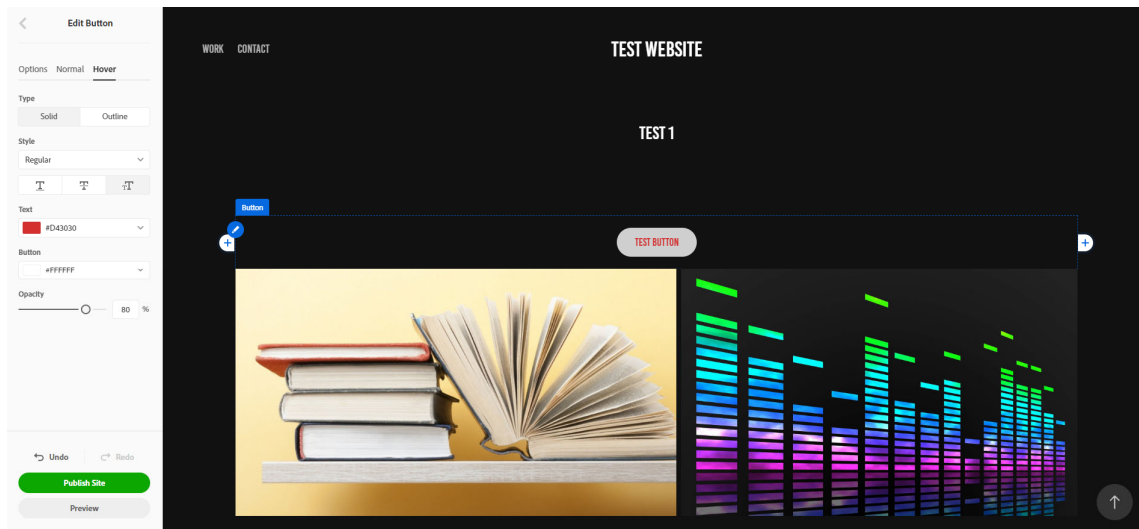 Edit Button
Options Normal Hover
Type
Solid Outline
Style
Regular
T T TT
Text
#D43030
Button
#FFFFFF
Opacity
80 %
Undo Redo
Publish Site
Preview
WORK CONTACT
TEST WEBSITE
TEST 1
Button
TEST BUTTON